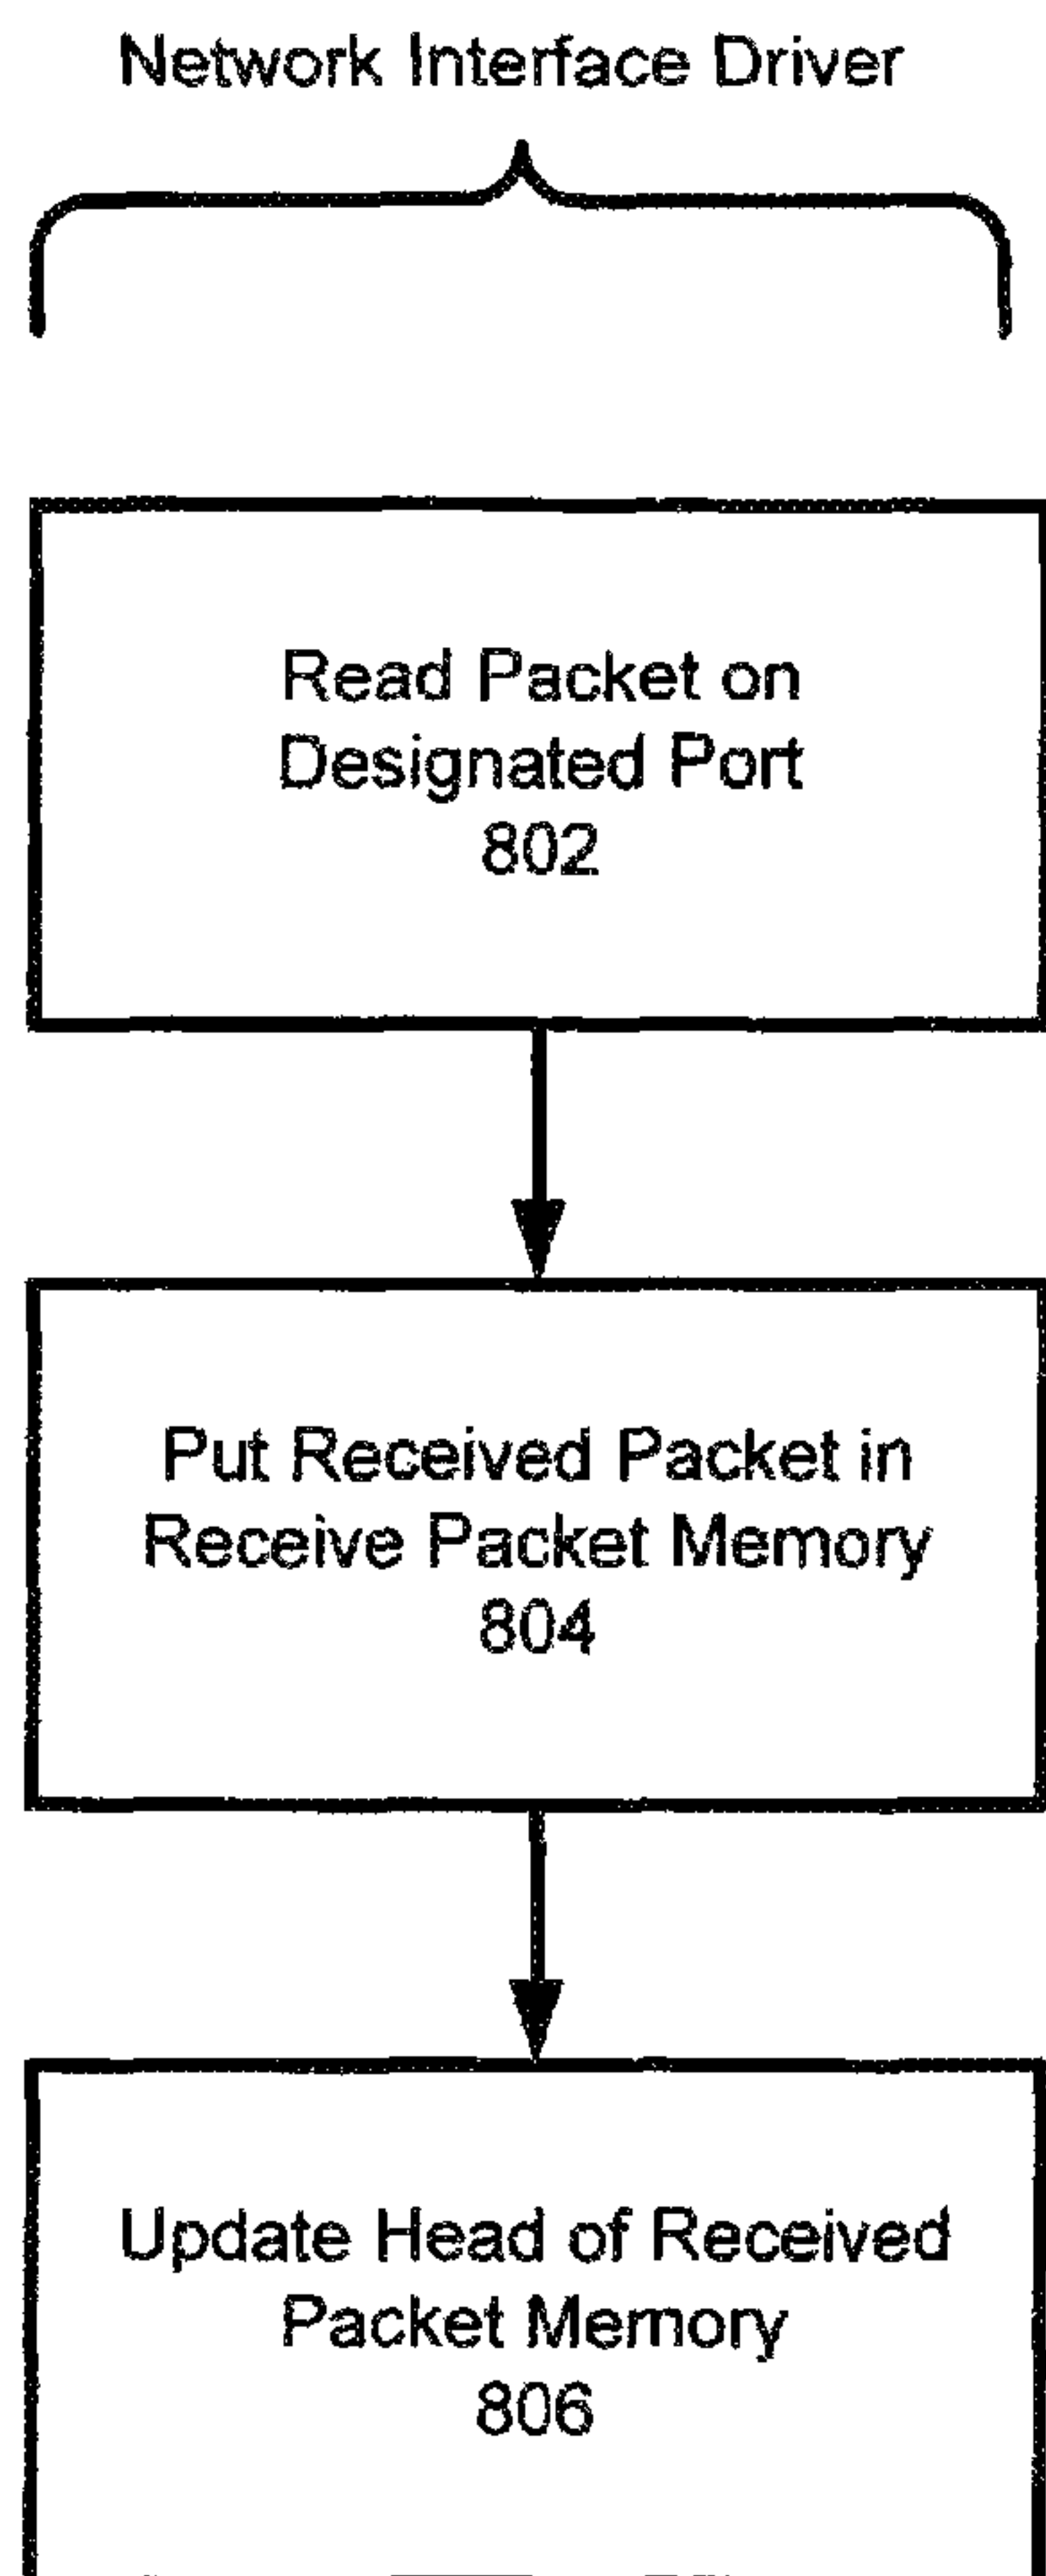 Network Interface Driver
Read Packet on
Designated Port
802
Put Received Packet in
Receive Packet Memory
804
Update Head of Received
Packet Memory
806